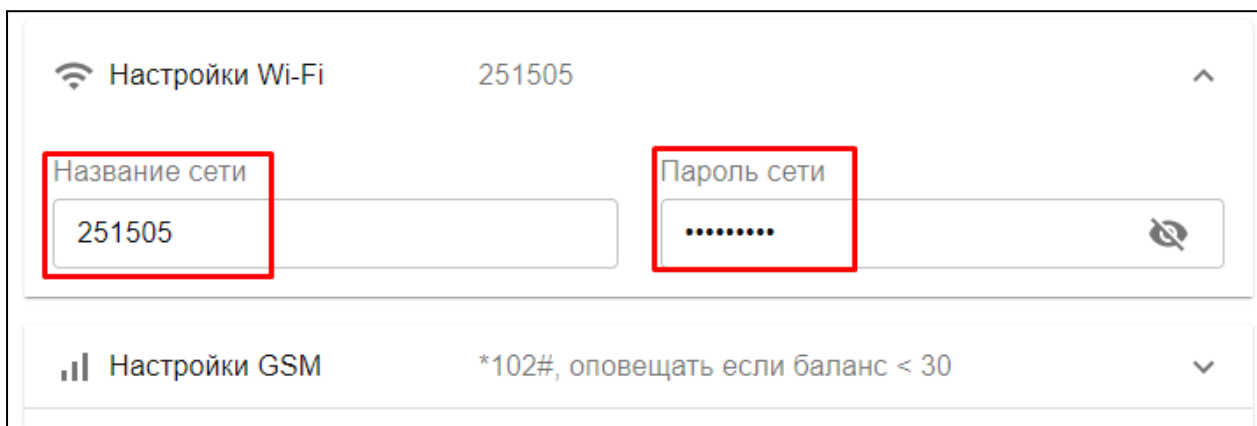 Настройки Wi-Fi 251505
Название сети Пароль сети
251505 •••••••••
Настройки GSM *102#, оповещать если баланс < 30